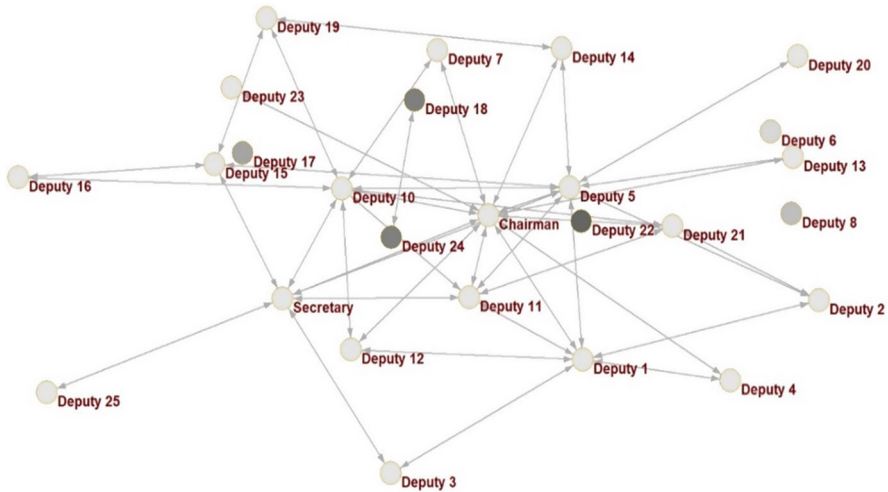 Deputy 19
Deputy 7
Deputy 14
Deputy 20
Deputy 23
Deputy 18
Deputy 6
Deputy 17
Deputy 13
Deputy 15
Deputy 16
Deputy 10
Deputy 5
Deputy 8
Chairman
Deputy 22
Deputy 21
Deputy 24
Secretary
Deputy 11
Deputy 2
Deputy 12
Deputy 1
Deputy 4
Deputy 25
Deputy 3